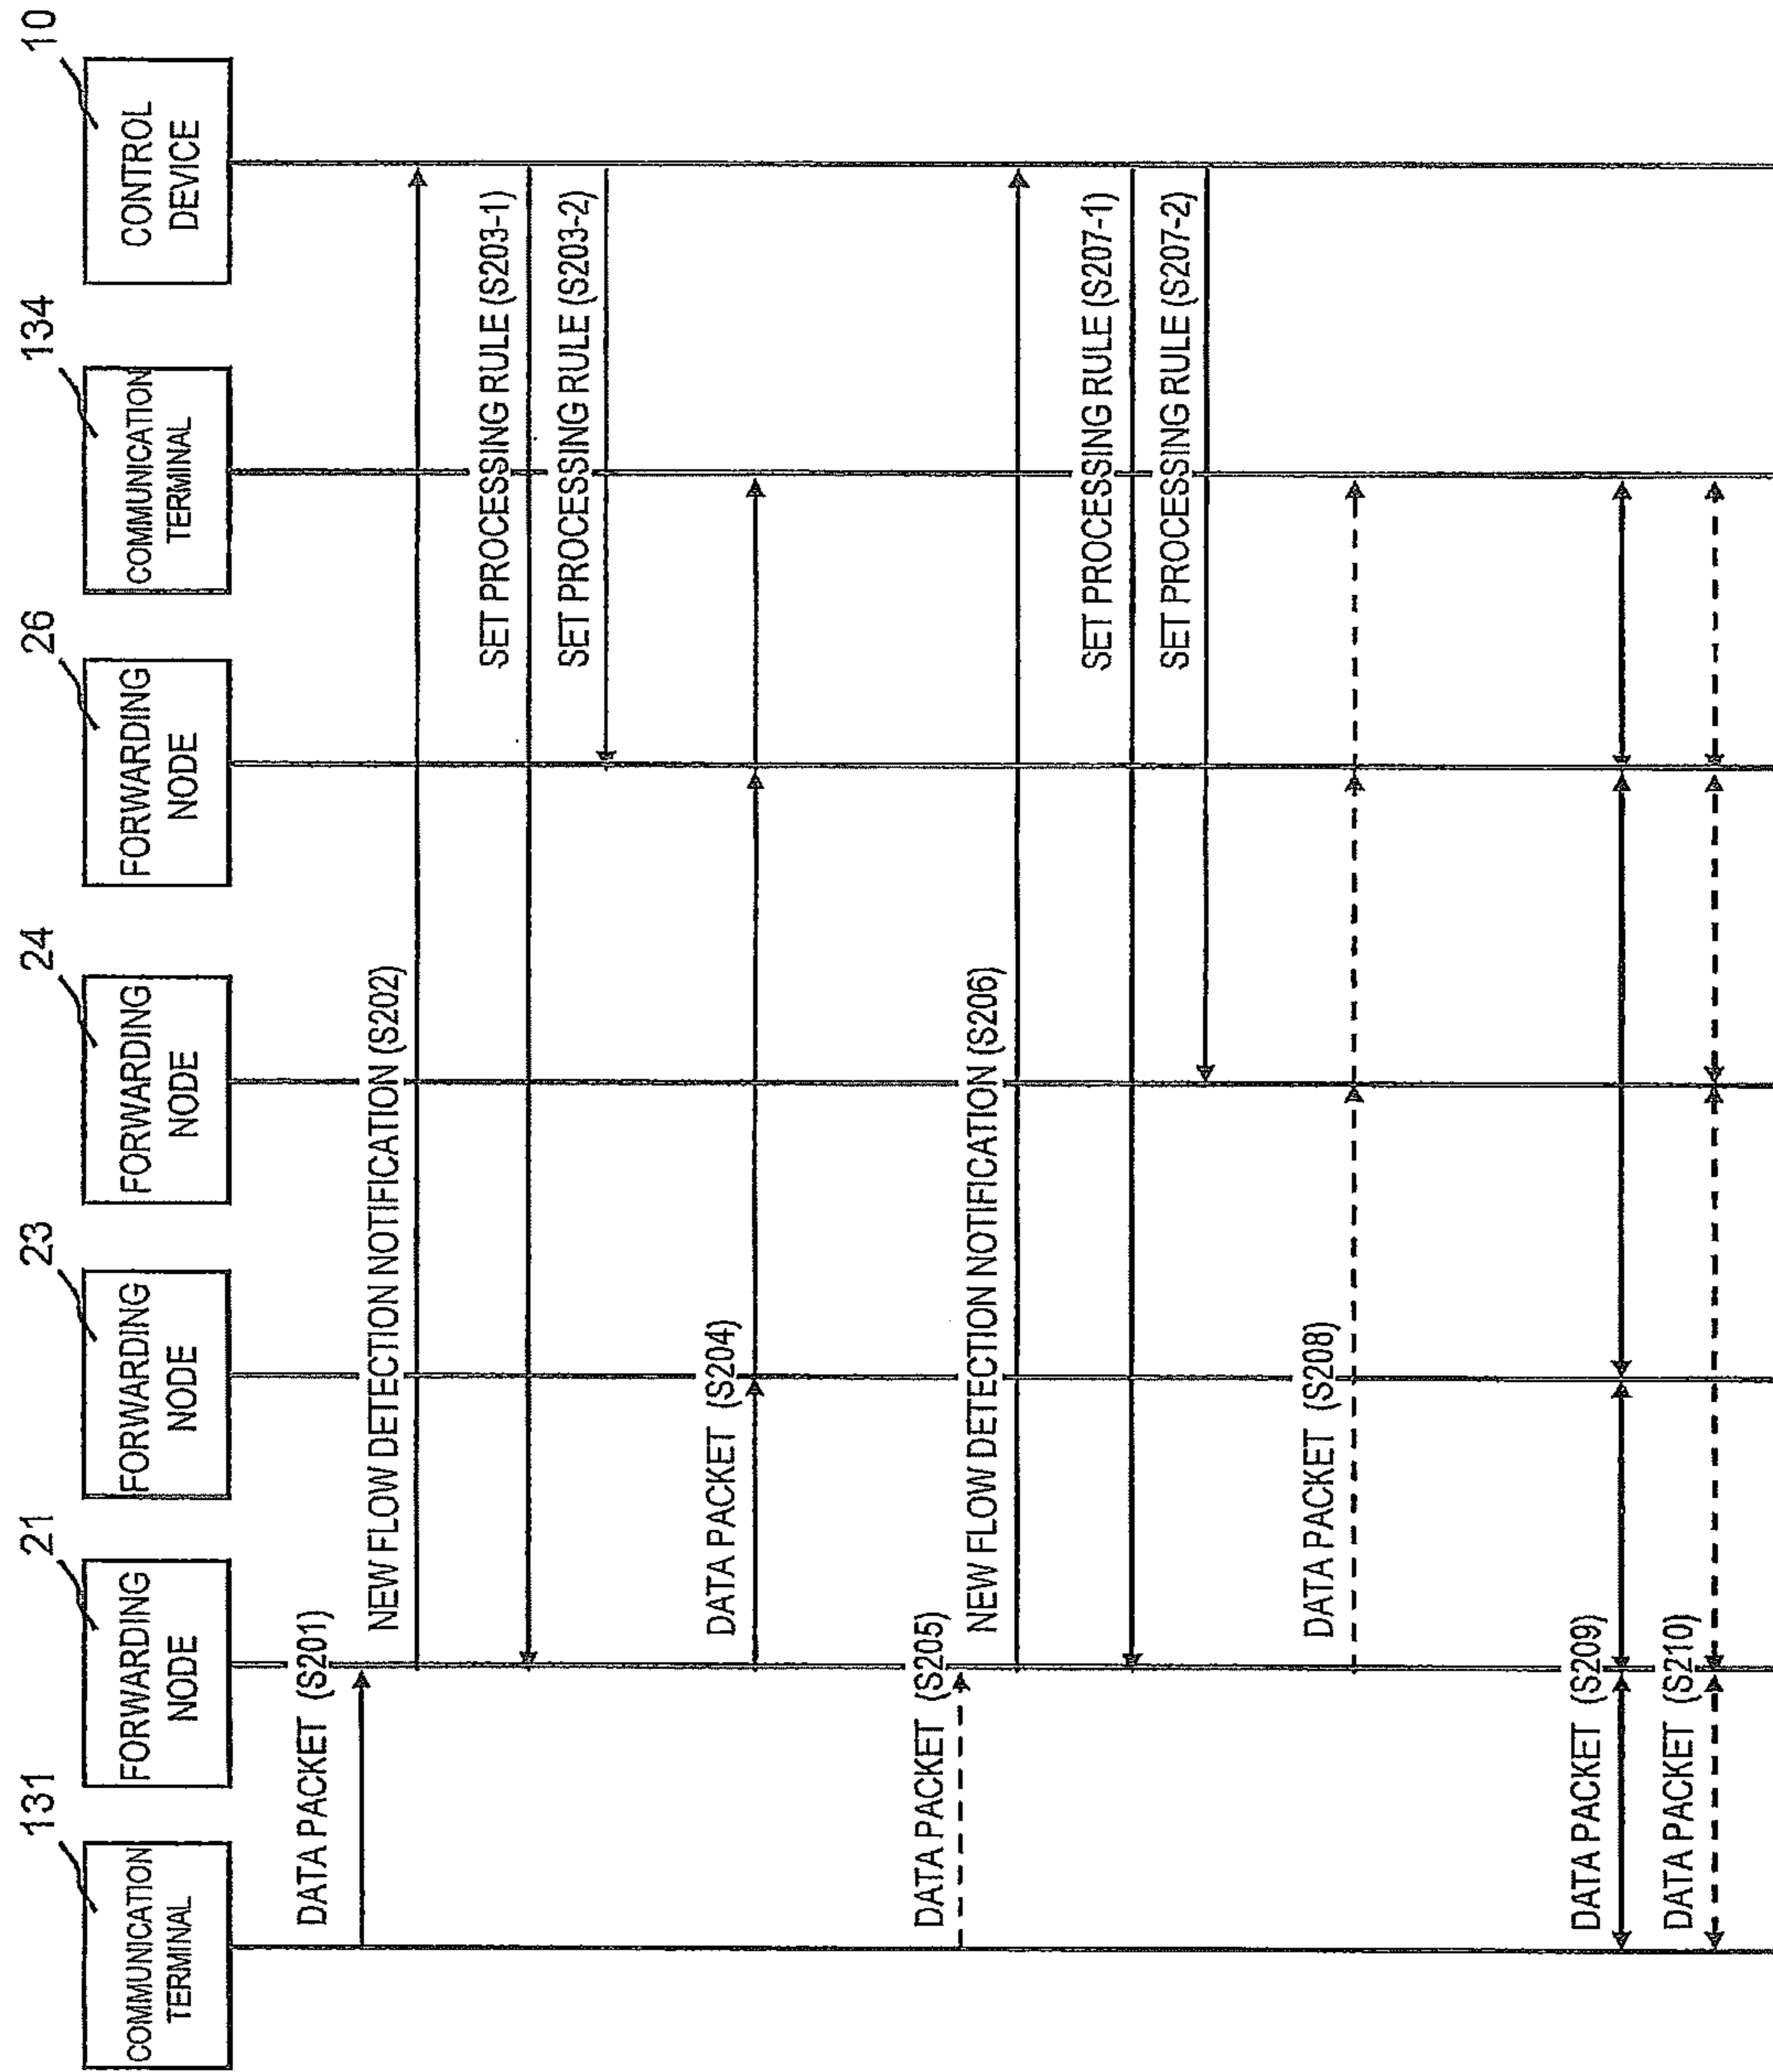 131
21
23
24
26
134
10
COMMUNICATION
TERMINAL
FORWARDING
NODE
FORWARDING
NODE
FORWARDING
NODE
FORWARDING
NODE
COMMUNICATION
TERMINAL
CONTROL
DEVICE
DATA PACKET (S201)
NEW FLOW DETECTION NOTIFICATION (S202)
SET PROCESSING RULE (S203-1)
SET PROCESSING RULE (S203-2)
DATA PACKET (S204)
DATA PACKET (S205)
NEW FLOW DETECTION NOTIFICATION (S206)
SET PROCESSING RULE (S207-1)
SET PROCESSING RULE (S207-2)
DATA PACKET (S208)
DATA PACKET (S209)
DATA PACKET (S210)